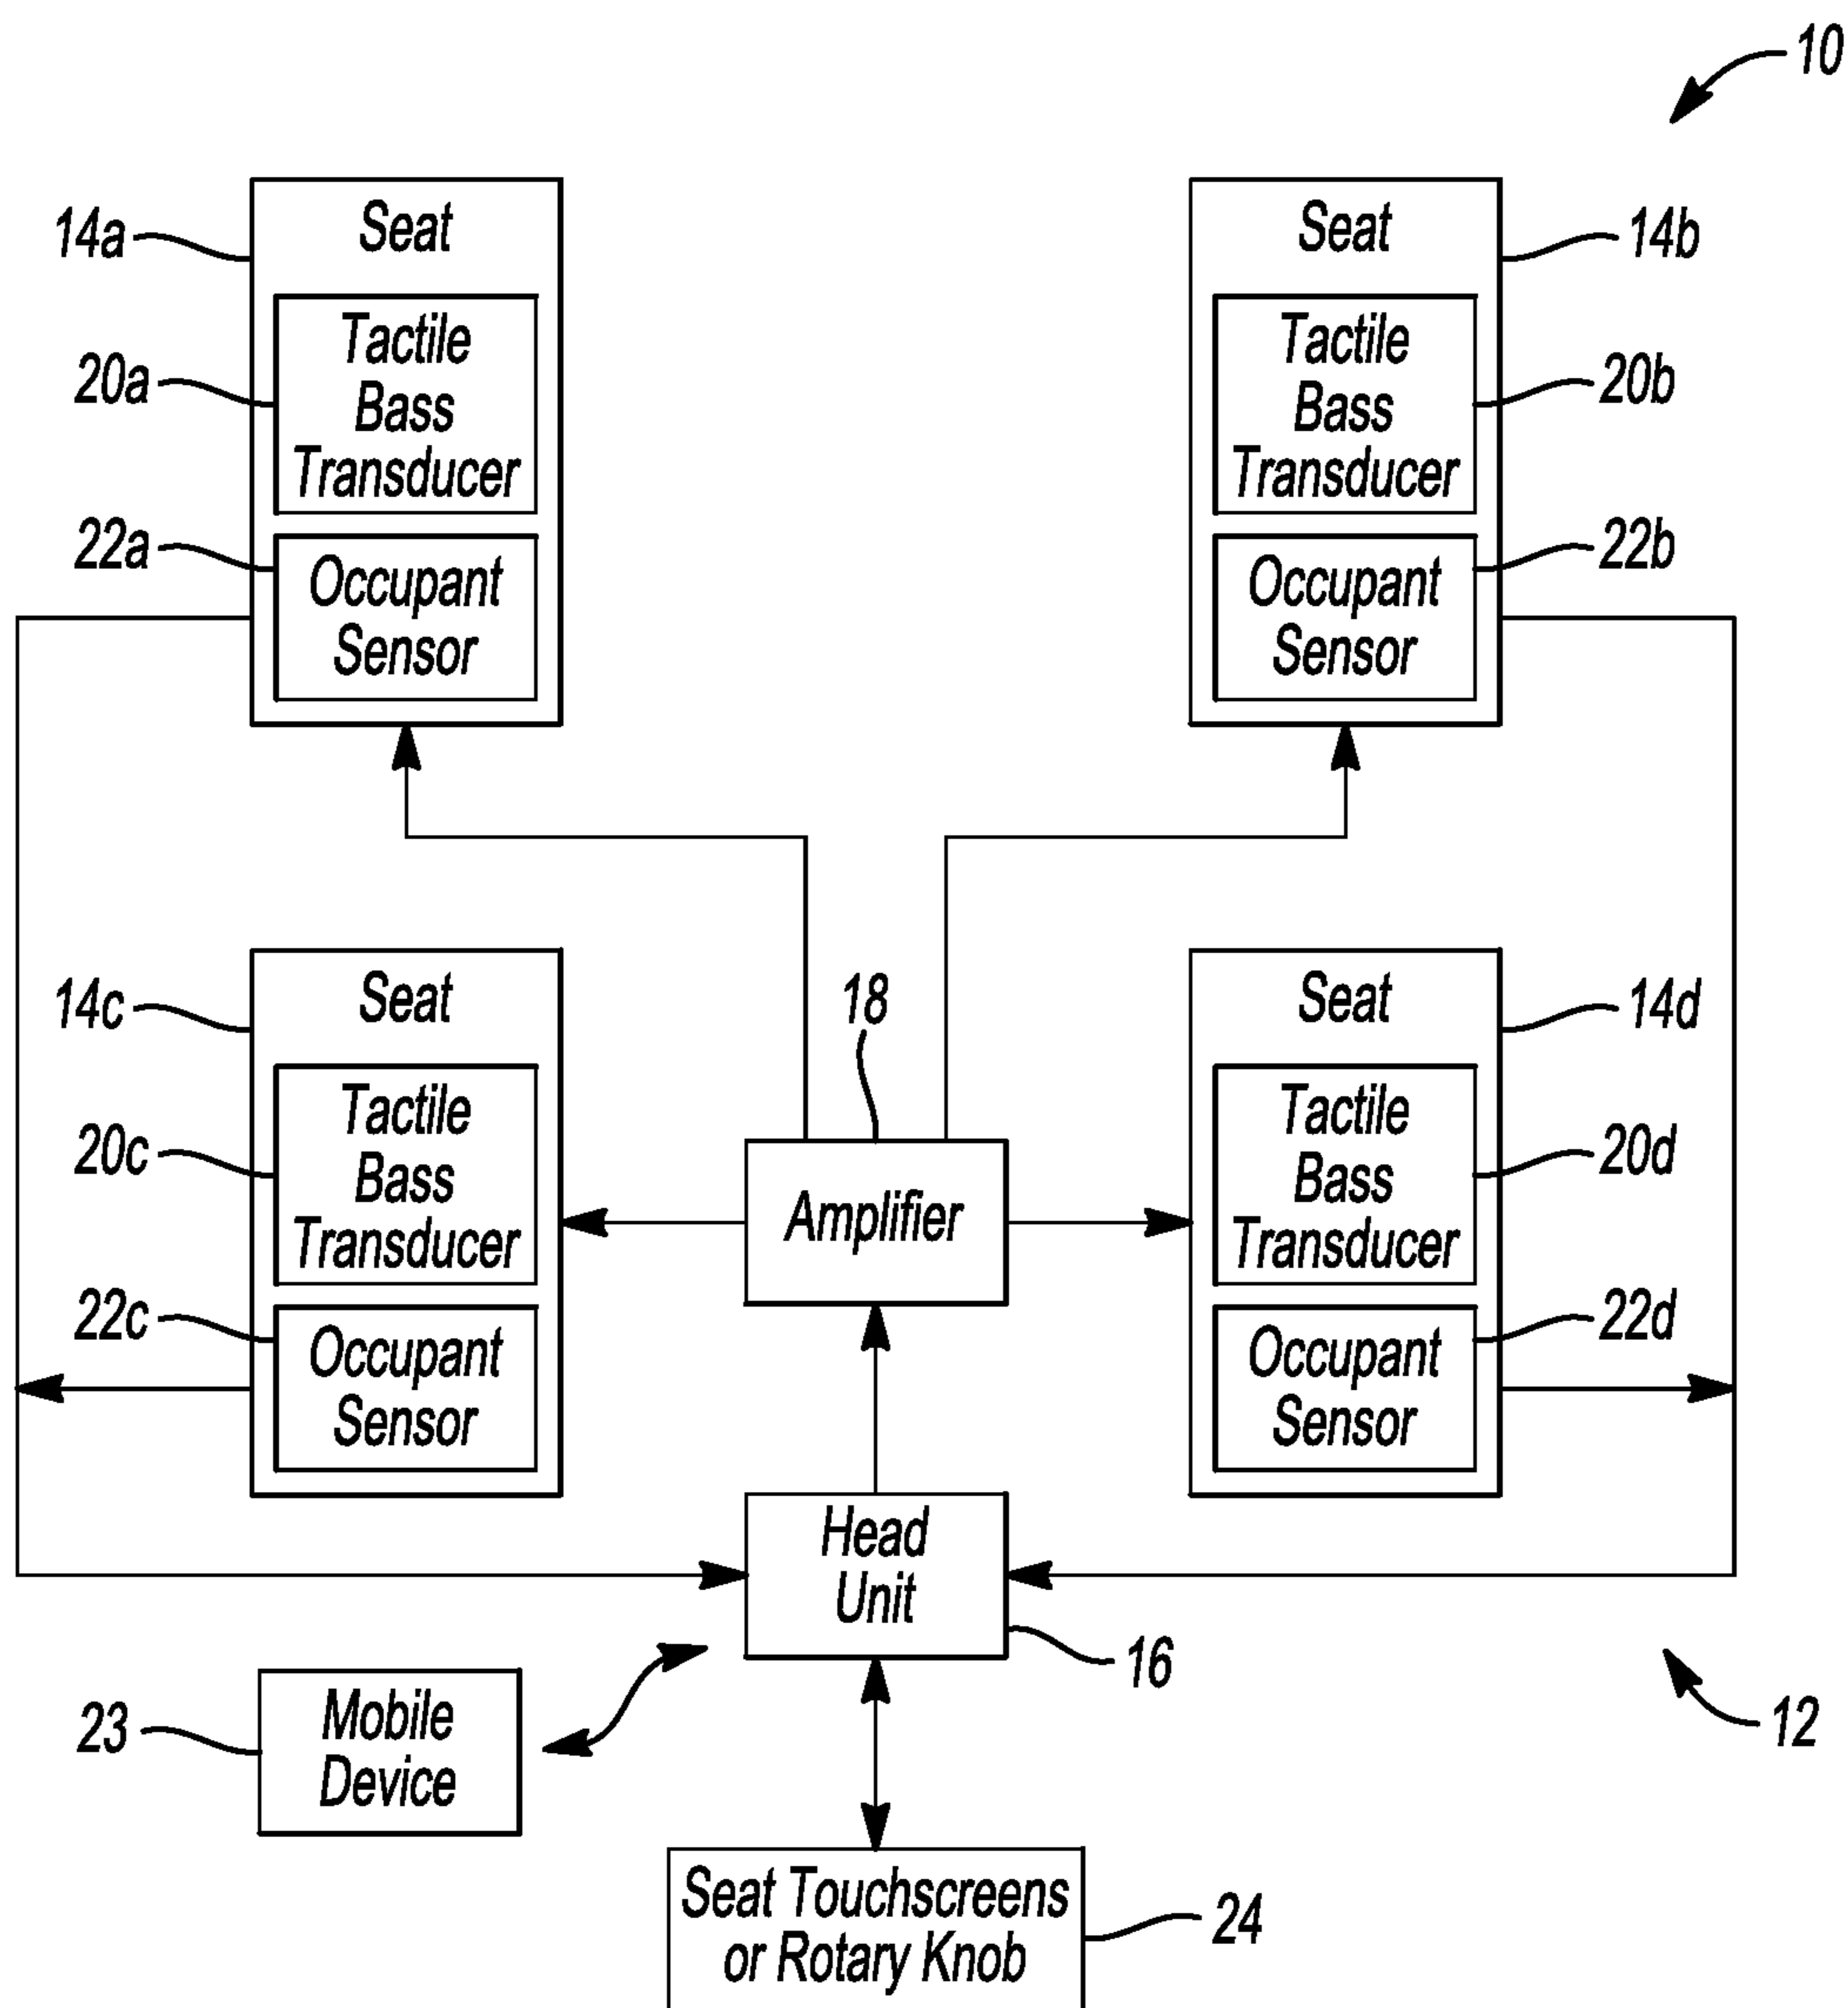 10
14a
Seat
Tactile
Bass
Transducer
20a
Occupant
Sensor
22a
Seat
14b
Tactile
Bass
Transducer
20b
Occupant
Sensor
22b
14c
Seat
Tactile
Bass
Transducer
20c
Occupant
Sensor
22c
18
Amplifier
Seat
14d
Tactile
Bass
Transducer
20d
Occupant
Sensor
22d
Head
Unit
16
12
23
Mobile
Device
Seat Touchscreens
or Rotary Knob
24